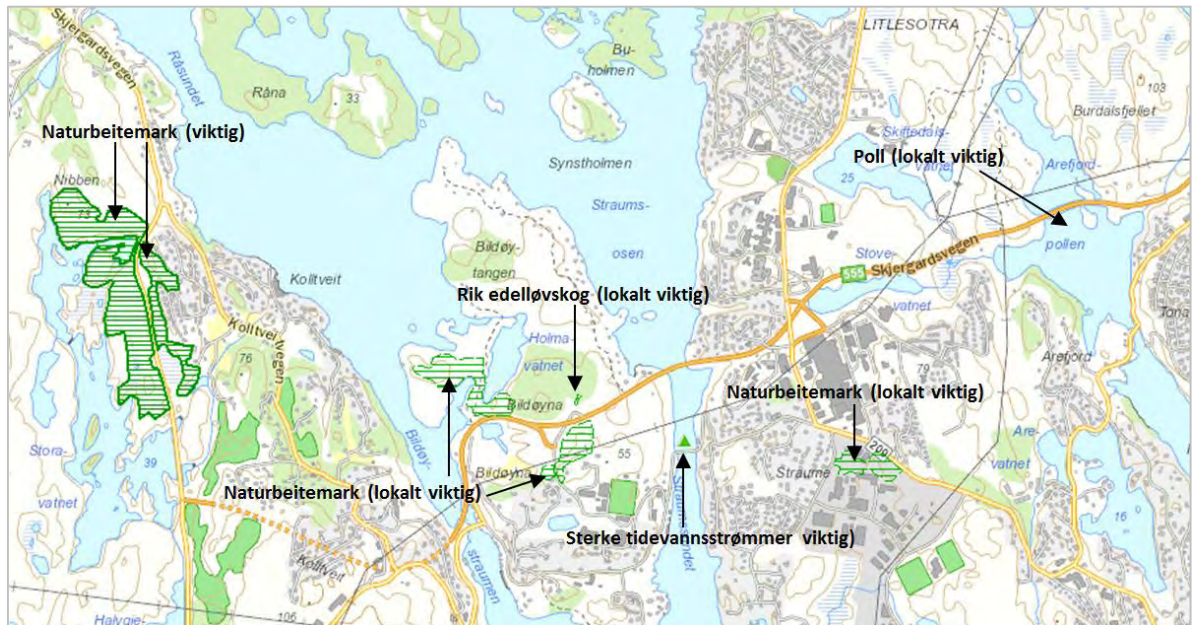 Skjergardsvegen
Råsundet
Råna
33
Bu-
holmen
LITLESOTRA
103
Burdalsfjellet
Naturbeitemark (viktig)
Nibben
73
Synstholmen
Skiftedals-
vatnet
25
Poll (lokalt viktig)
Arefjord-
pollen
Straums-
osen
Bildøy-
tangen
Kolltveit
Stove-
vatnet
555
Skjergardsvegen
Rik edelløvskog (lokalt viktig)
Kolltveitvegen
76
Holma-
vatnet
Bildøyna
79
Arefjord
Naturbeitemark (lokalt viktig)
209
Stora-
vatnet
39
Bildøy-
straumen
Bildøyna
55
Straume
Are-
vatnet
Naturbeitemark (lokalt viktig)
16
Sterke tidevannsstrømmer viktig)
Kolltveit
106